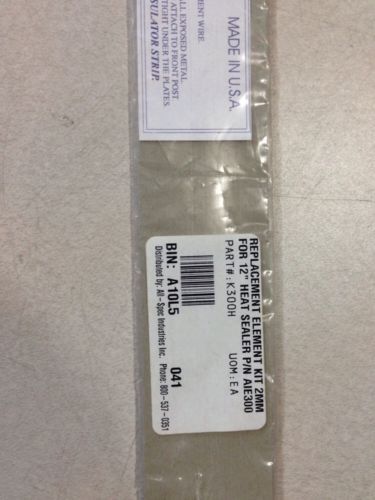 MENT WIRE.
ALL EXPOSED METAL.
ATTACH TO FRONT POST
TIGHT UNDER THE PLATES.
SULATOR STRIP.
MADE IN U.S.A.
REPLACEMENT ELEMENT KIT 2MM
FOR 12" HEAT SEALER P/N AIE300
PART#:K300H
UOM:EA
BIN: A10L5 041
Distributed by: All-Spec Industries Inc. Phone: 800-537-0351